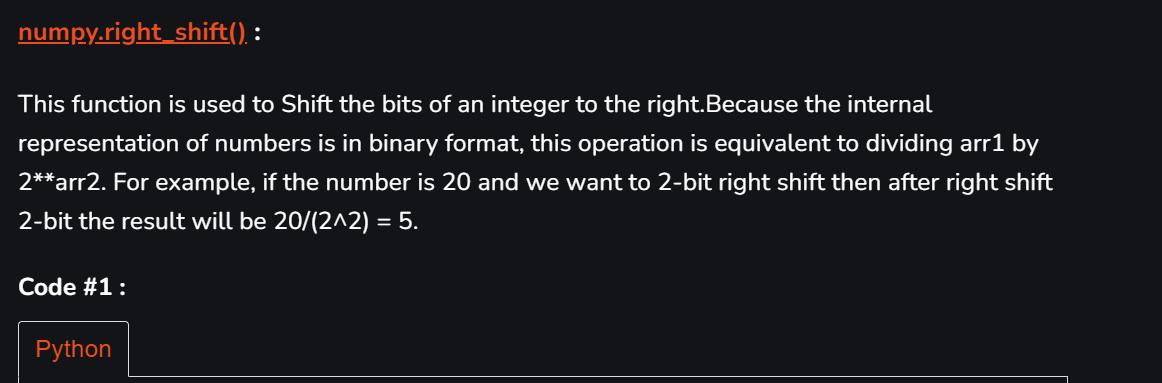 numpy.right_shift() :
This function is used to Shift the bits of an integer to the right.Because the internal
representation of numbers is in binary format, this operation is equivalent to dividing arr1 by
2**arr2. For example, if the number is 20 and we want to 2-bit right shift then after right shift
2-bit the result will be 20/(2^2) = 5.
Code #1 :
Python